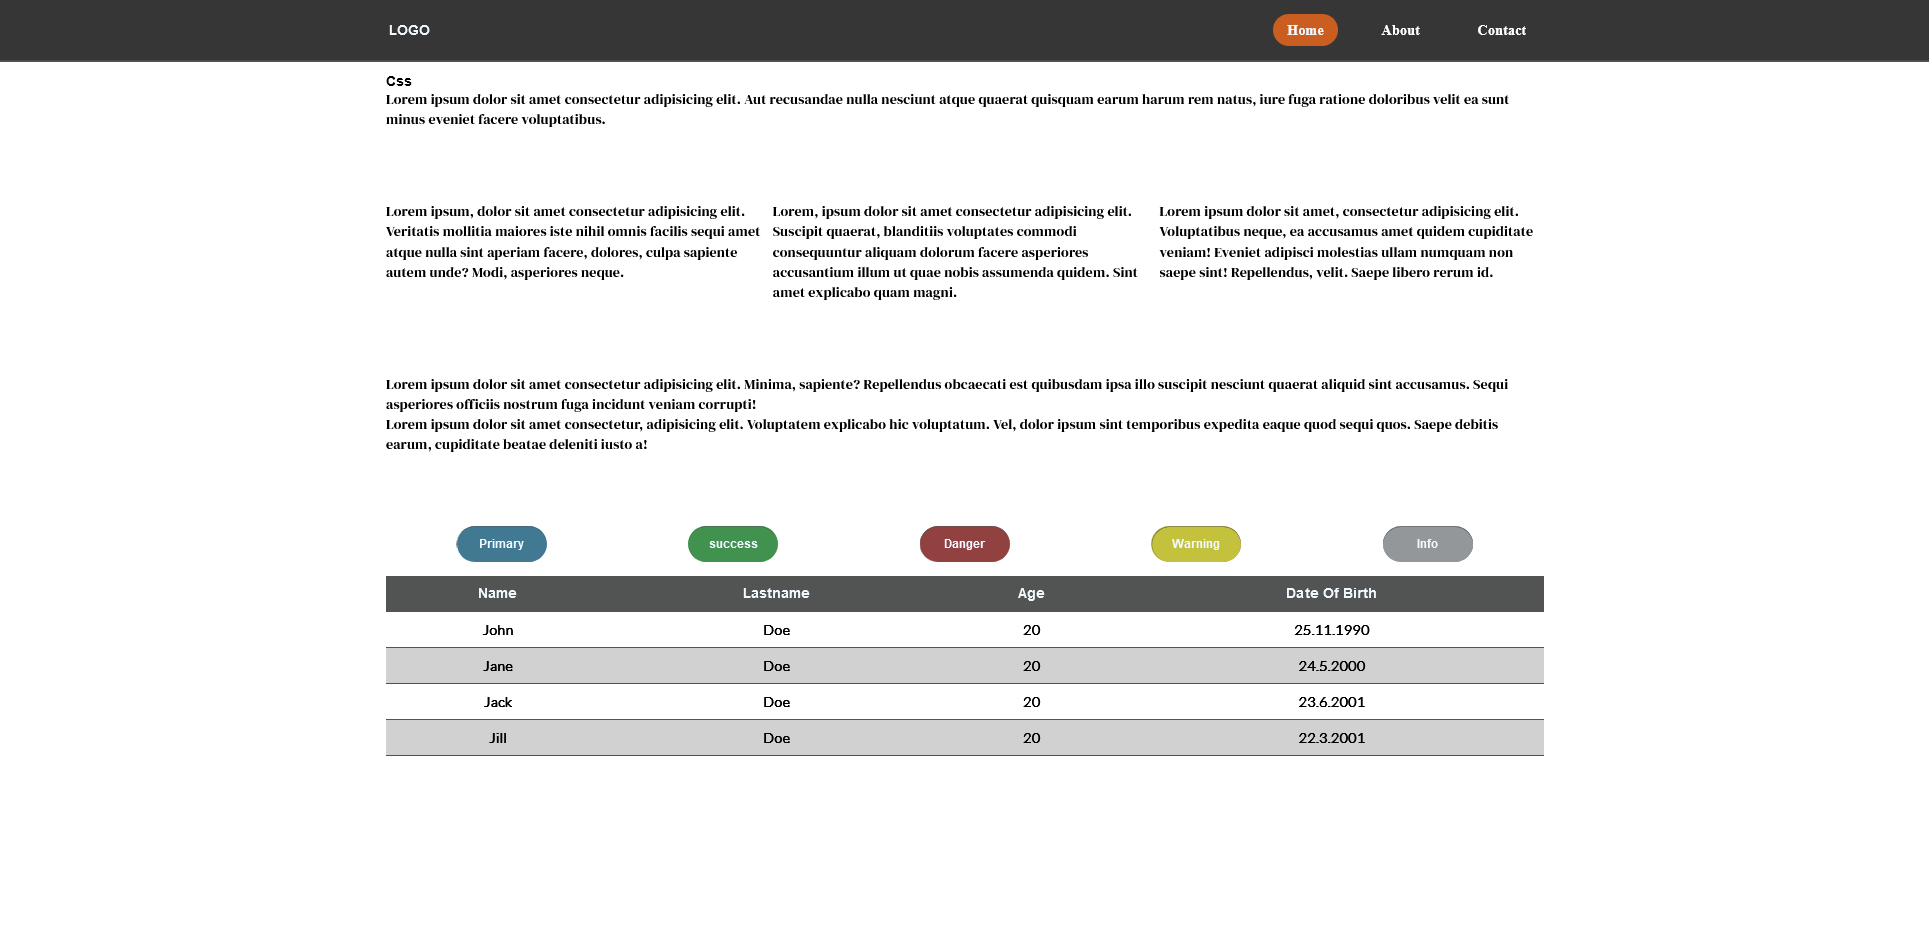 LOGO
Home About Contact
Css
Lorem ipsum dolor sit amet consectetur adipisicing elit. Aut recusandae nulla nesciunt atque quaerat quisquam earum harum rem natus, iure fuga ratione doloribus velit ea sunt
minus eveniet facere voluptatibus.
Lorem ipsum, dolor sit amet consectetur adipisicing elit.
Veritatis mollitia maiores iste nihil omnis facilis sequi amet
atque nulla sint aperiam facere, dolores, culpa sapiente
autem unde? Modi, asperiores neque.
Lorem, ipsum dolor sit amet consectetur adipisicing elit.
Suscipit quaerat, blanditiis voluptates commodi
consequuntur aliquam dolorum facere asperiores
accusantium illum ut quae nobis assumenda quidem. Sint
amet explicabo quam magni.
Lorem ipsum dolor sit amet, consectetur adipisicing elit.
Voluptatibus neque, ea accusamus amet quidem cupiditate
veniam! Eveniet adipisci molestias ullam numquam non
saepe sint! Repellendus, velit. Saepe libero rerum id.
Lorem ipsum dolor sit amet consectetur adipisicing elit. Minima, sapiente? Repellendus obcaecati est quibusdam ipsa illo suscipit nesciunt quaerat aliquid sint accusamus. Sequi
asperiores officiis nostrum fuga incidunt veniam corrupti!
Lorem ipsum dolor sit amet consectetur, adipisicing elit. Voluptatem explicabo hic voluptatum. Vel, dolor ipsum sint temporibus expedita eaque quod sequi quos. Saepe debitis
earum, cupiditate beatae deleniti iusto a!
Primary success Danger Warning Info
Name Lastname Age Date Of Birth
John Doe 20 25.11.1990
Jane Doe 20 24.5.2000
Jack Doe 20 23.6.2001
Jill Doe 20 22.3.2001